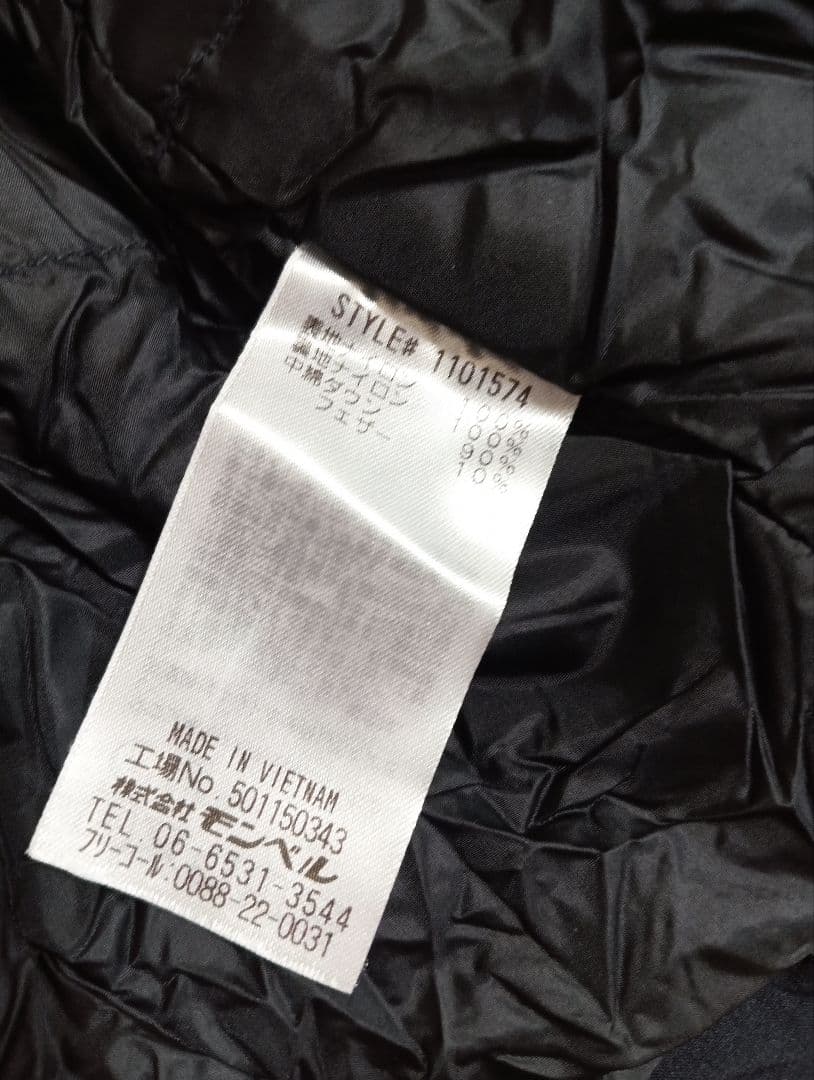 STYLE# 1101574
表地 ナイロン 100%
裏地 ナイロン 100%
中綿 ダウン 90%
フェザー 10%
MADE IN VIETNAM
工場No. 501150343
株式会社 モンベル
TEL 06-6531-3544
フリーコール:0088-22-0031